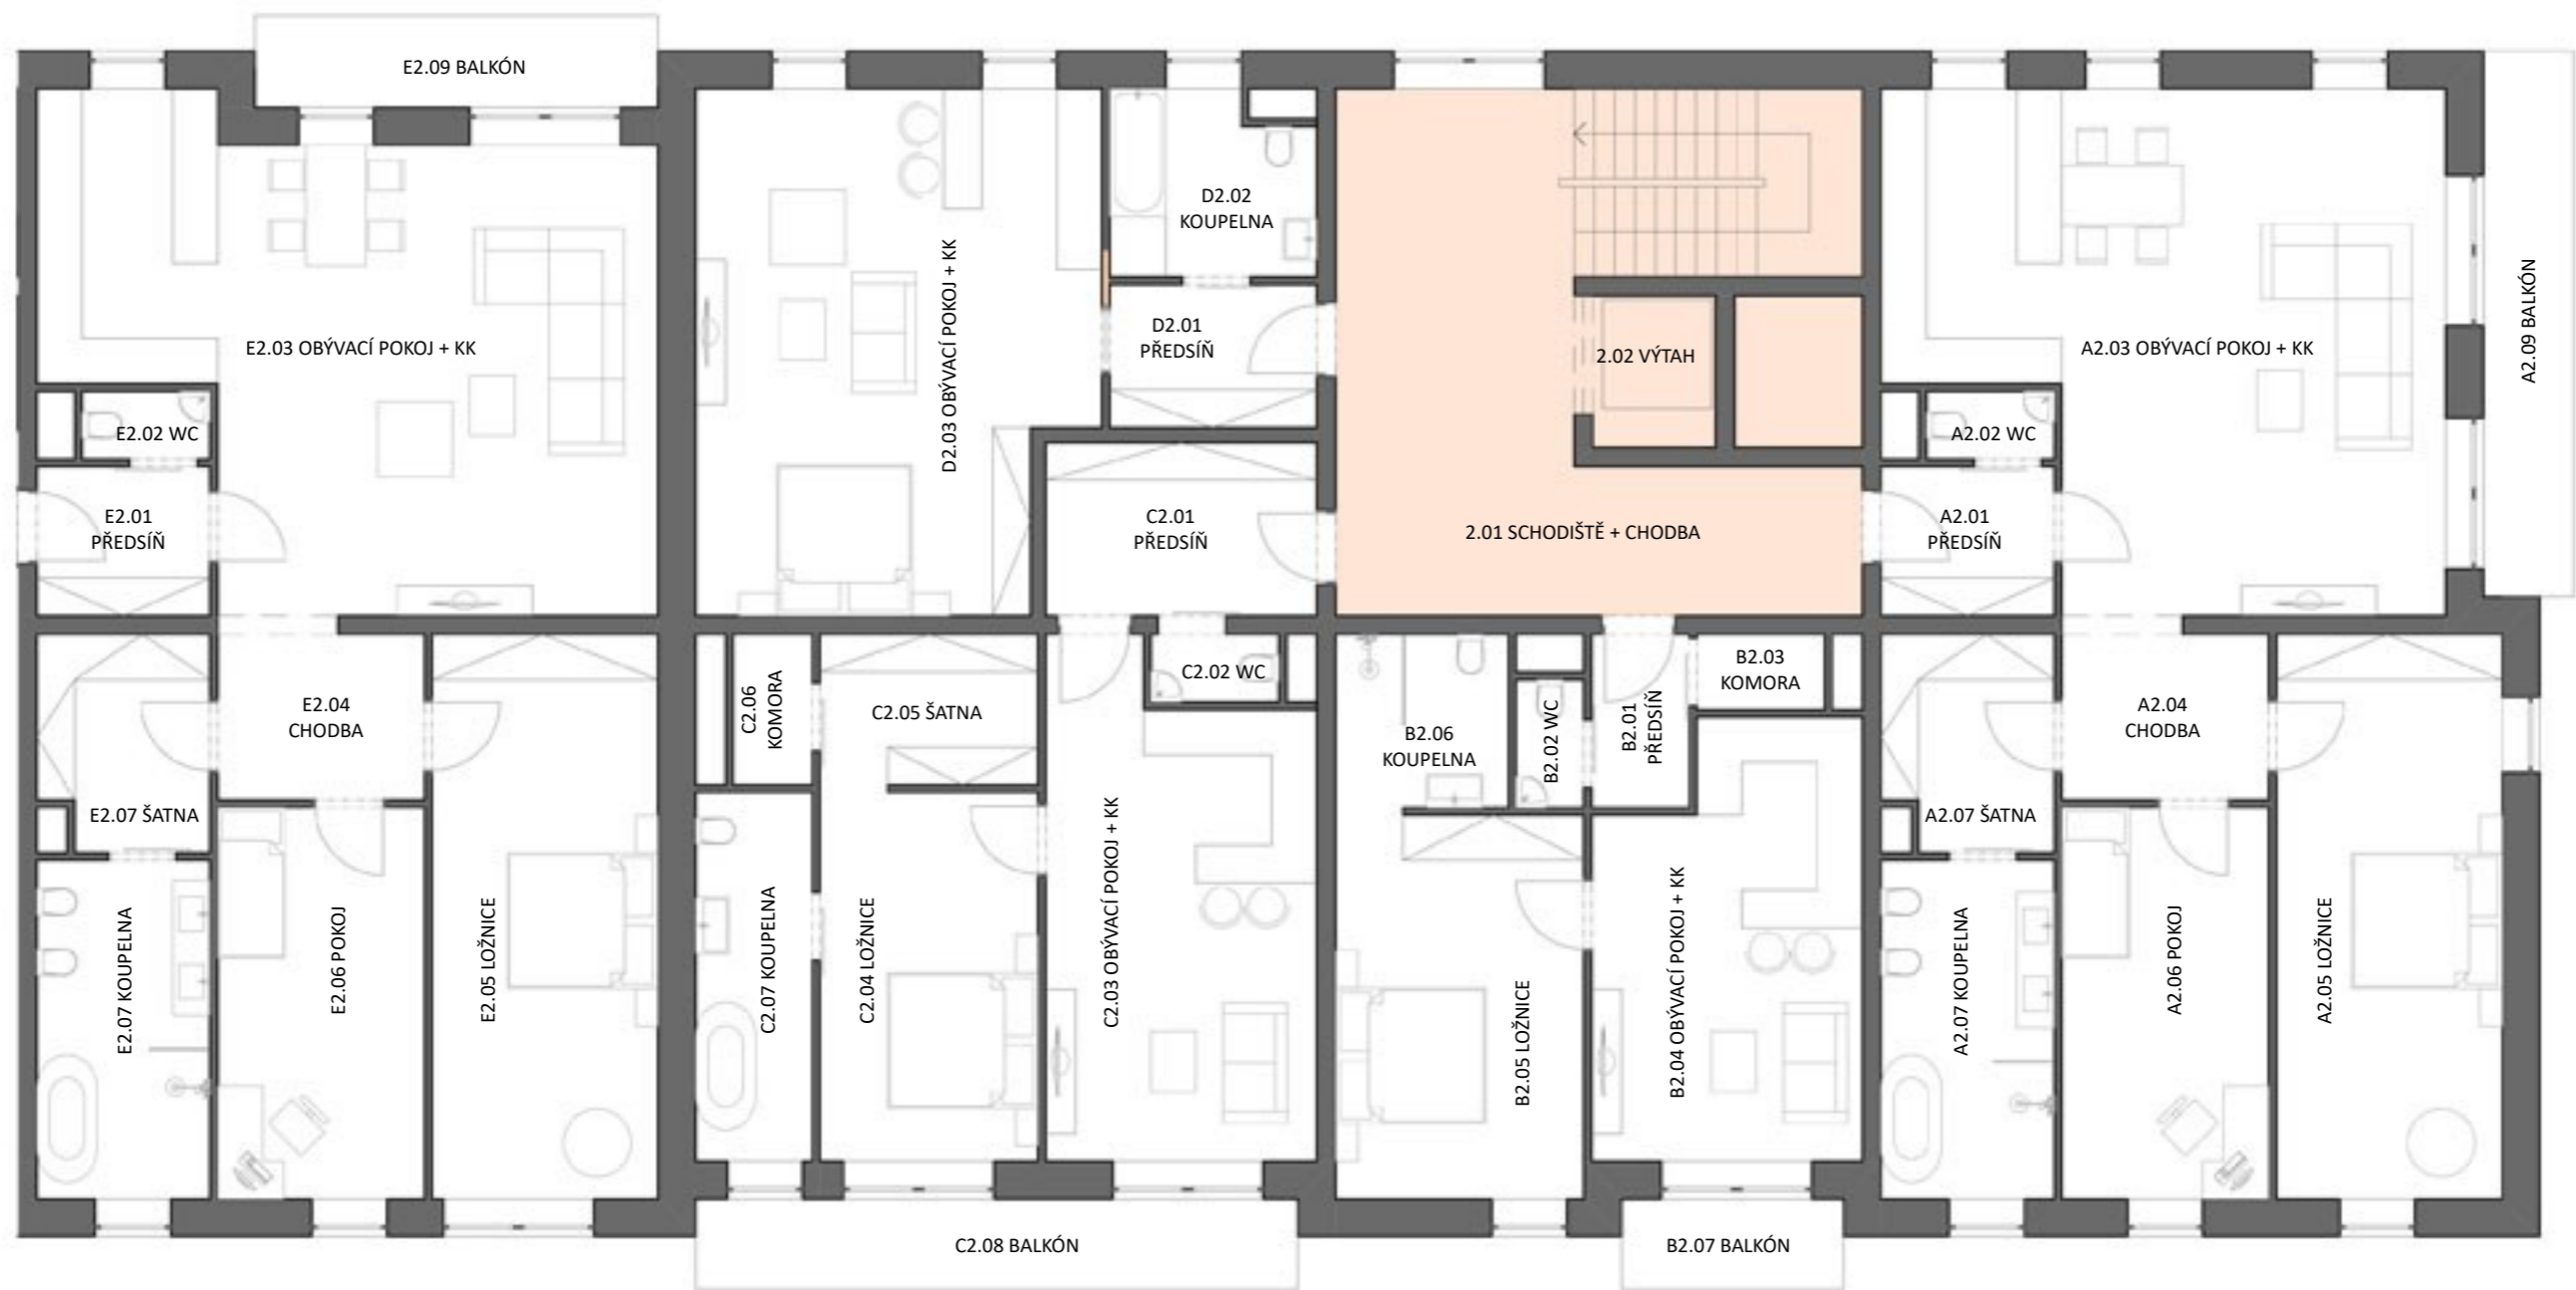 E2.09 BALKÓN
E2.03 OBÝVACÍ POKOJ + KK
E2.02 WC
E2.01
PŘEDSÍŇ
E2.04
CHODBA
E2.07 ŠATNA
E2.07 KOUPELNA
E2.06 POKOJ
E2.05 LOŽNICE
D2.03 OBÝVACÍ POKOJ + KK
D2.02
KOUPELNA
D2.01
PŘEDSÍŇ
C2.01
PŘEDSÍŇ
C2.02 WC
C2.06
KOMORA
C2.05 ŠATNA
C2.07 KOUPELNA
C2.04 LOŽNICE
C2.03 OBÝVACÍ POKOJ + KK
C2.08 BALKÓN
2.02 VÝTAH
2.01 SCHODIŠTĚ + CHODBA
B2.06
KOUPELNA
B2.02 WC
B2.01
PŘEDSÍŇ
B2.03
KOMORA
B2.05 LOŽNICE
B2.04 OBÝVACÍ POKOJ + KK
B2.07 BALKÓN
A2.03 OBÝVACÍ POKOJ + KK
A2.09 BALKÓN
A2.02 WC
A2.01
PŘEDSÍŇ
A2.04
CHODBA
A2.07 ŠATNA
A2.07 KOUPELNA
A2.06 POKOJ
A2.05 LOŽNICE